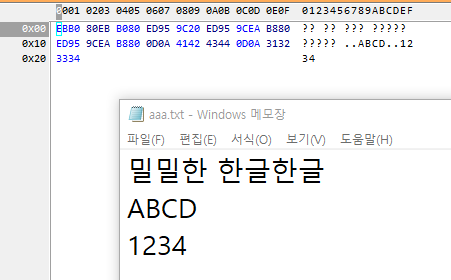 0001 0203 0405 0607 0809 0A0B 0C0D 0E0F 0123456789ABCDEF
0x00 EBB0 80EB B080 ED95 9C20 ED95 9CEA B880 ?? ?? ??? ?????
0x10 ED95 9CEA B880 0D0A 4142 4344 0D0A 3132 ????? ..ABCD..12
0x20 3334 34
aaa.txt - Windows 메모장
파일(F) 편집(E) 서식(O) 보기(V) 도움말(H)
밀밀한 한글한글
ABCD
1234